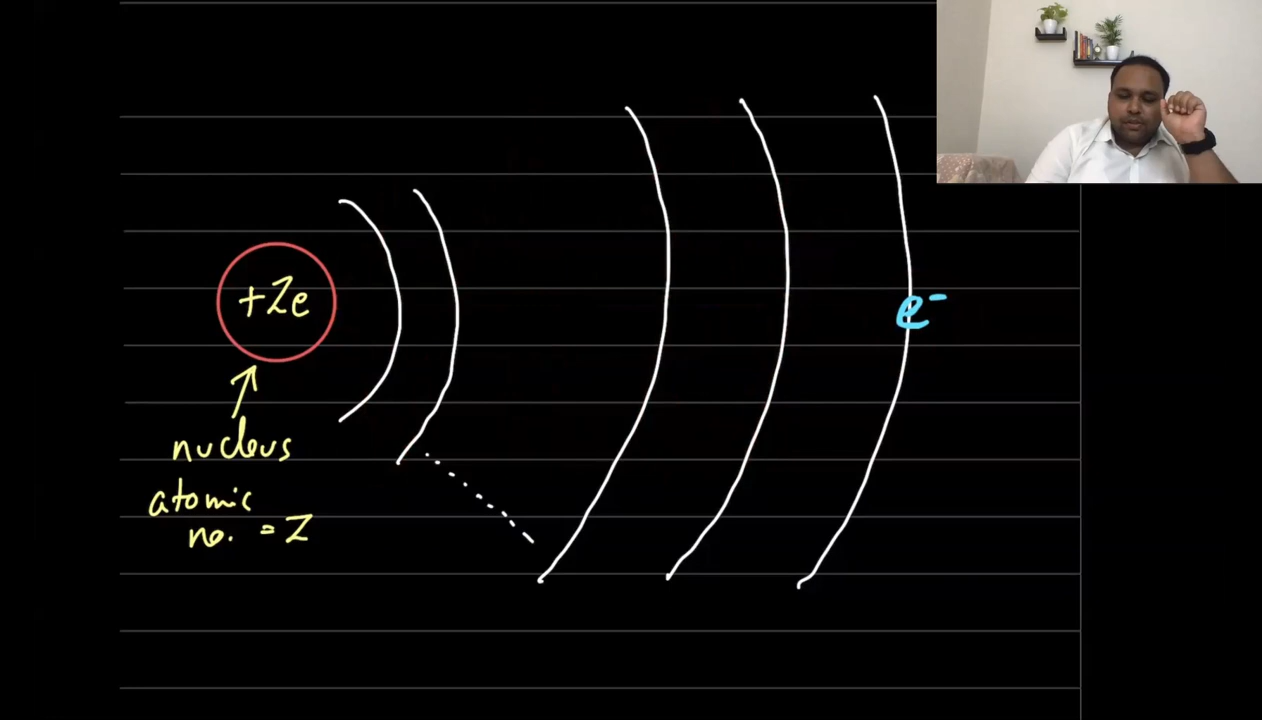 +Ze
e⁻
nucleus
atomic
no. = Z